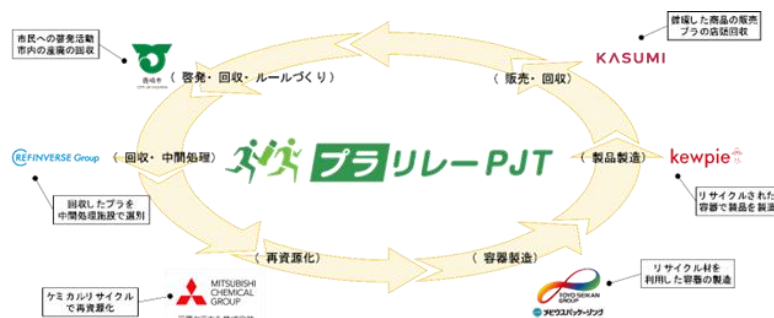 市民への啓発活動
市内の産廃の回収
( 啓発・回収・ルールづくり )
循環した商品の販売
プラの店頭回収
KASUMI
( 販売・回収 )
REFINVERSE Group
( 回収・中間処理)
プラリレーPJT
( 製品製造)
kewpie
回収したプラを
中間処理施設で選別
リサイクルされた
容器で製品を製造
( 再資源化 )
( 容器製造 )
ケミカルリサイクル
で再資源化
MITSUBISHI
CHEMICAL
GROUP
TOYO SEIKAN
GROUP
メビウスパッケージング
リサイクル材を
利用した容器の製造